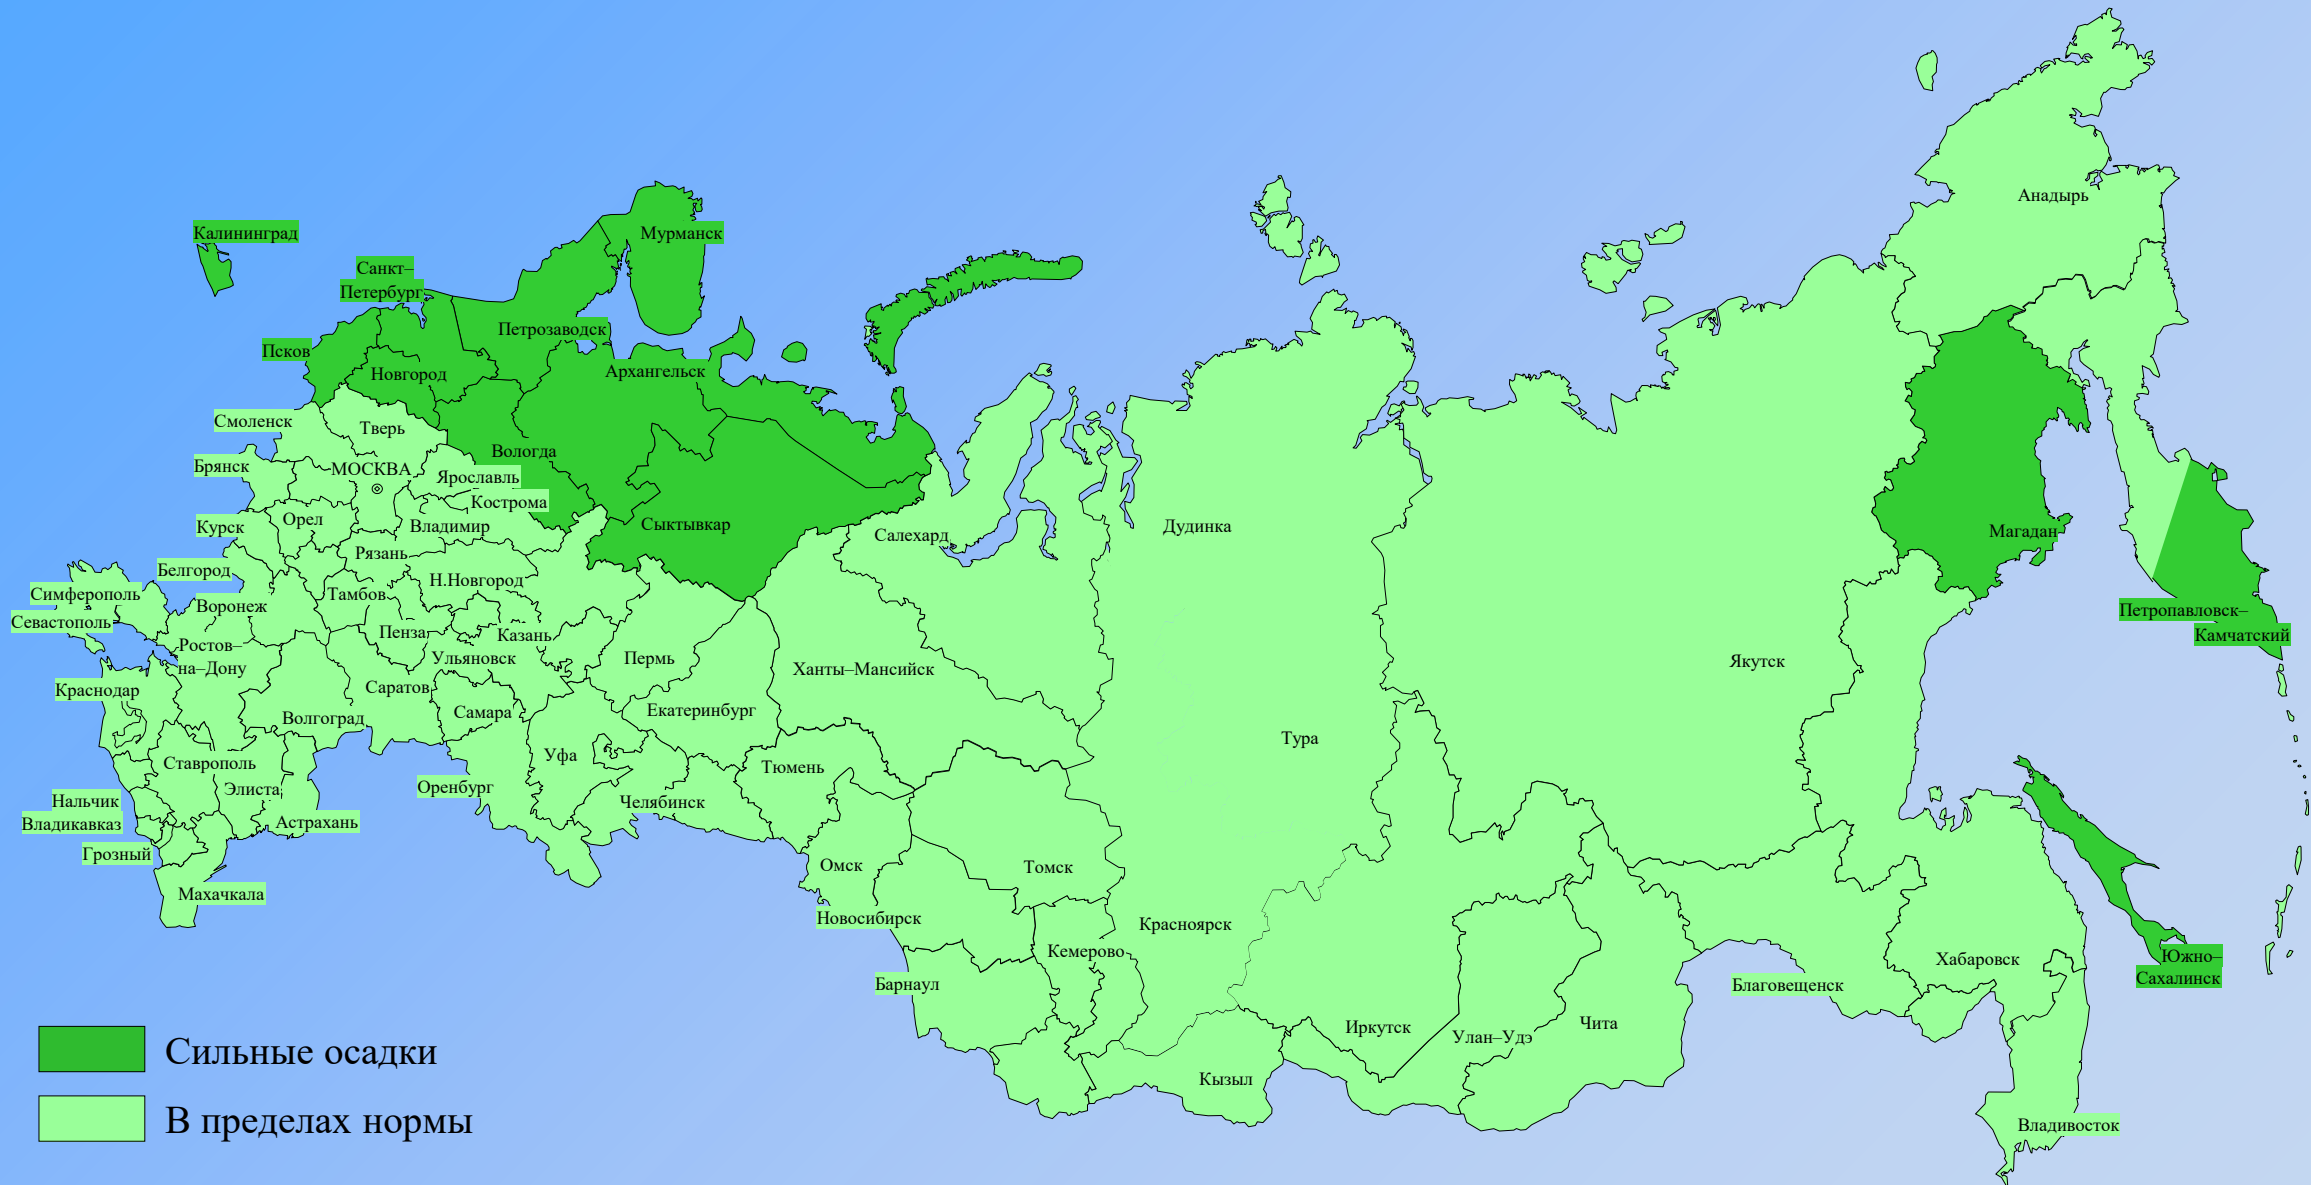 Анадырь
Калининград
Мурманск
Санкт–
Петербург
Петрозаводск
Псков
Новгород
Архангельск
Смоленск
Тверь
Вологда
Брянск
МОСКВА
Ярославль
Кострома
Курск
Орел
Владимир
Сыктывкар
Салехард
Дудинка
Магадан
Рязань
Белгород
Н.Новгород
Симферополь
Тамбов
Воронеж
Севастополь
Пенза
Казань
Петропавловск–
Камчатский
Ростов–
на–Дону
Ульяновск
Пермь
Ханты–Мансийск
Якутск
Краснодар
Саратов
Самара
Екатеринбург
Волгоград
Тура
Ставрополь
Уфа
Тюмень
Элиста
Оренбург
Нальчик
Челябинск
Владикавказ
Астрахань
Грозный
Омск
Томск
Махачкала
Новосибирск
Красноярск
Кемерово
Хабаровск
Южно–
Сахалинск
Барнаул
Благовещенск
Иркутск
Улан–Удэ
Чита
Сильные осадки
Кызыл
В пределах нормы
Владивосток